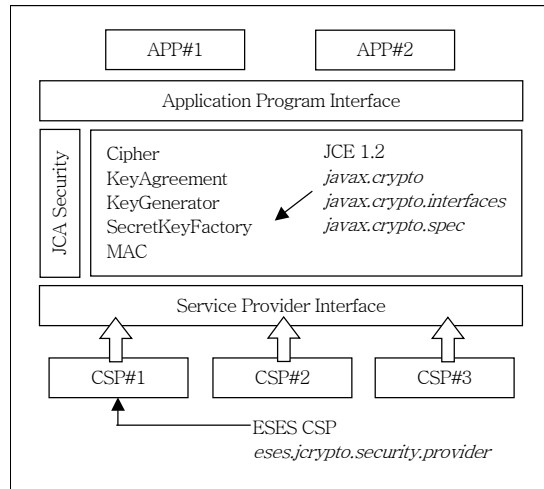 APP#1
APP#2
Application Program Interface
JCA Security
Cipher
KeyAgreement
KeyGenerator
SecretKeyFactory
MAC
JCE 1.2
javax.crypto
javax.crypto.interfaces
javax.crypto.spec
Service Provider Interface
CSP#1
CSP#2
CSP#3
ESES CSP
eses.jcrypto.security.provider